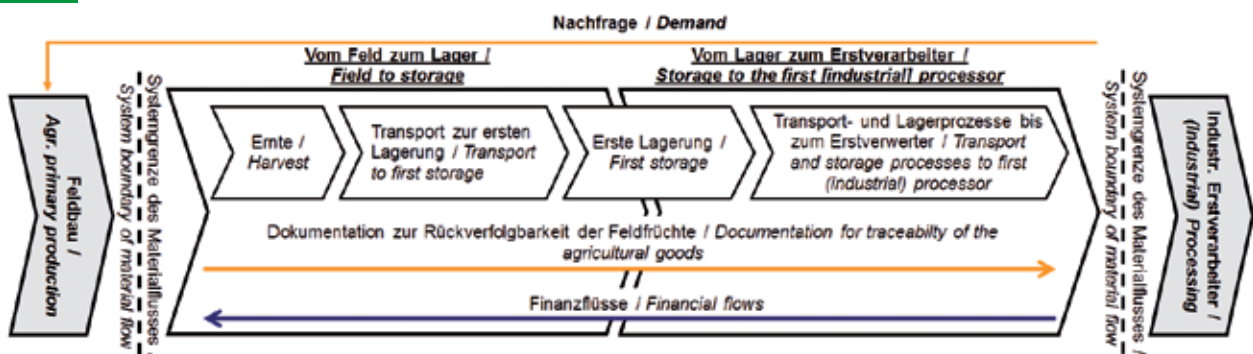 Nachfrage / Demand
Vom Feld zum Lager /
Field to storage
Vom Lager zum Erstverarbeiter /
Storage to the first [industrial] processor
Feldbau /
Agr. primary production
Systemgrenze des Materialflusses /
System boundary of material flow
Ernte /
Harvest
Transport zur ersten
Lagerung / Transport
to first storage
Erste Lagerung /
First storage
Transport- und Lagerprozesse bis
zum Erstverwerter / Transport
and storage processes to first
(industrial) processor
Dokumentation zur Rückverfolgbarkeit der Feldfrüchte / Documentation for traceabilty of the
agricultural goods
Finanzflüsse / Financial flows
Systemgrenze des Materialflusses /
System boundary of material flow
Industr. Erstverarbeiter /
(Industrial) Processing